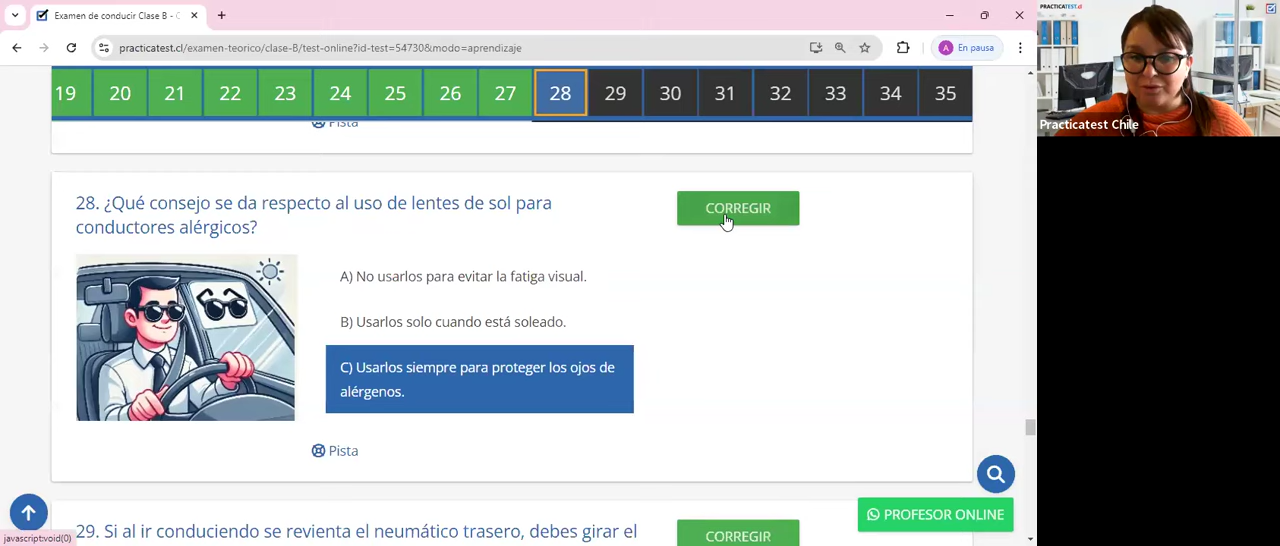 Examen de conducir Clase B - C
practicatest.cl/examen-teorico/clase-B/test-online?id-test=54730&modo=aprendizaje
A En pausa
PRACTICATEST.cl
Practicatest Chile
19 20 21 22 23 24 25 26 27 28 29 30 31 32 33 34 35
Pista
28. ¿Qué consejo se da respecto al uso de lentes de sol para
conductores alérgicos?
CORREGIR
A) No usarlos para evitar la fatiga visual.
B) Usarlos solo cuando está soleado.
C) Usarlos siempre para proteger los ojos de
alérgenos.
Pista
PROFESOR ONLINE
29. Si al ir conduciendo se revienta el neumático trasero, debes girar el
CORREGIR
javascript:void(0)